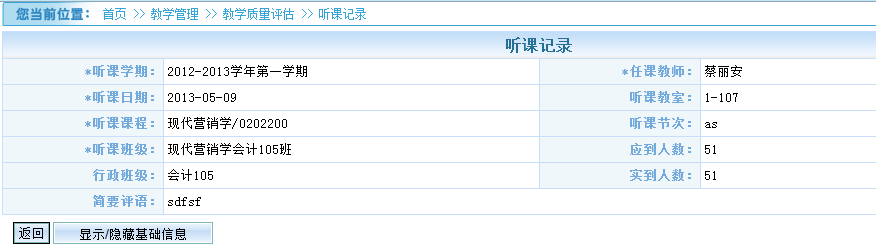 您当前位置： 首页 >> 教学管理 >> 教学质量评估 >> 听课记录
听课记录
*听课学期： 2012-2013学年第一学期 *任课教师： 蔡丽安
*听课日期： 2013-05-09 听课教室： 1-107
*听课课程： 现代营销学/0202200 听课节次： as
*听课班级： 现代营销学会计105班 应到人数： 51
行政班级： 会计105 实到人数： 51
简要评语： sdfsf
返回 显示/隐藏基础信息